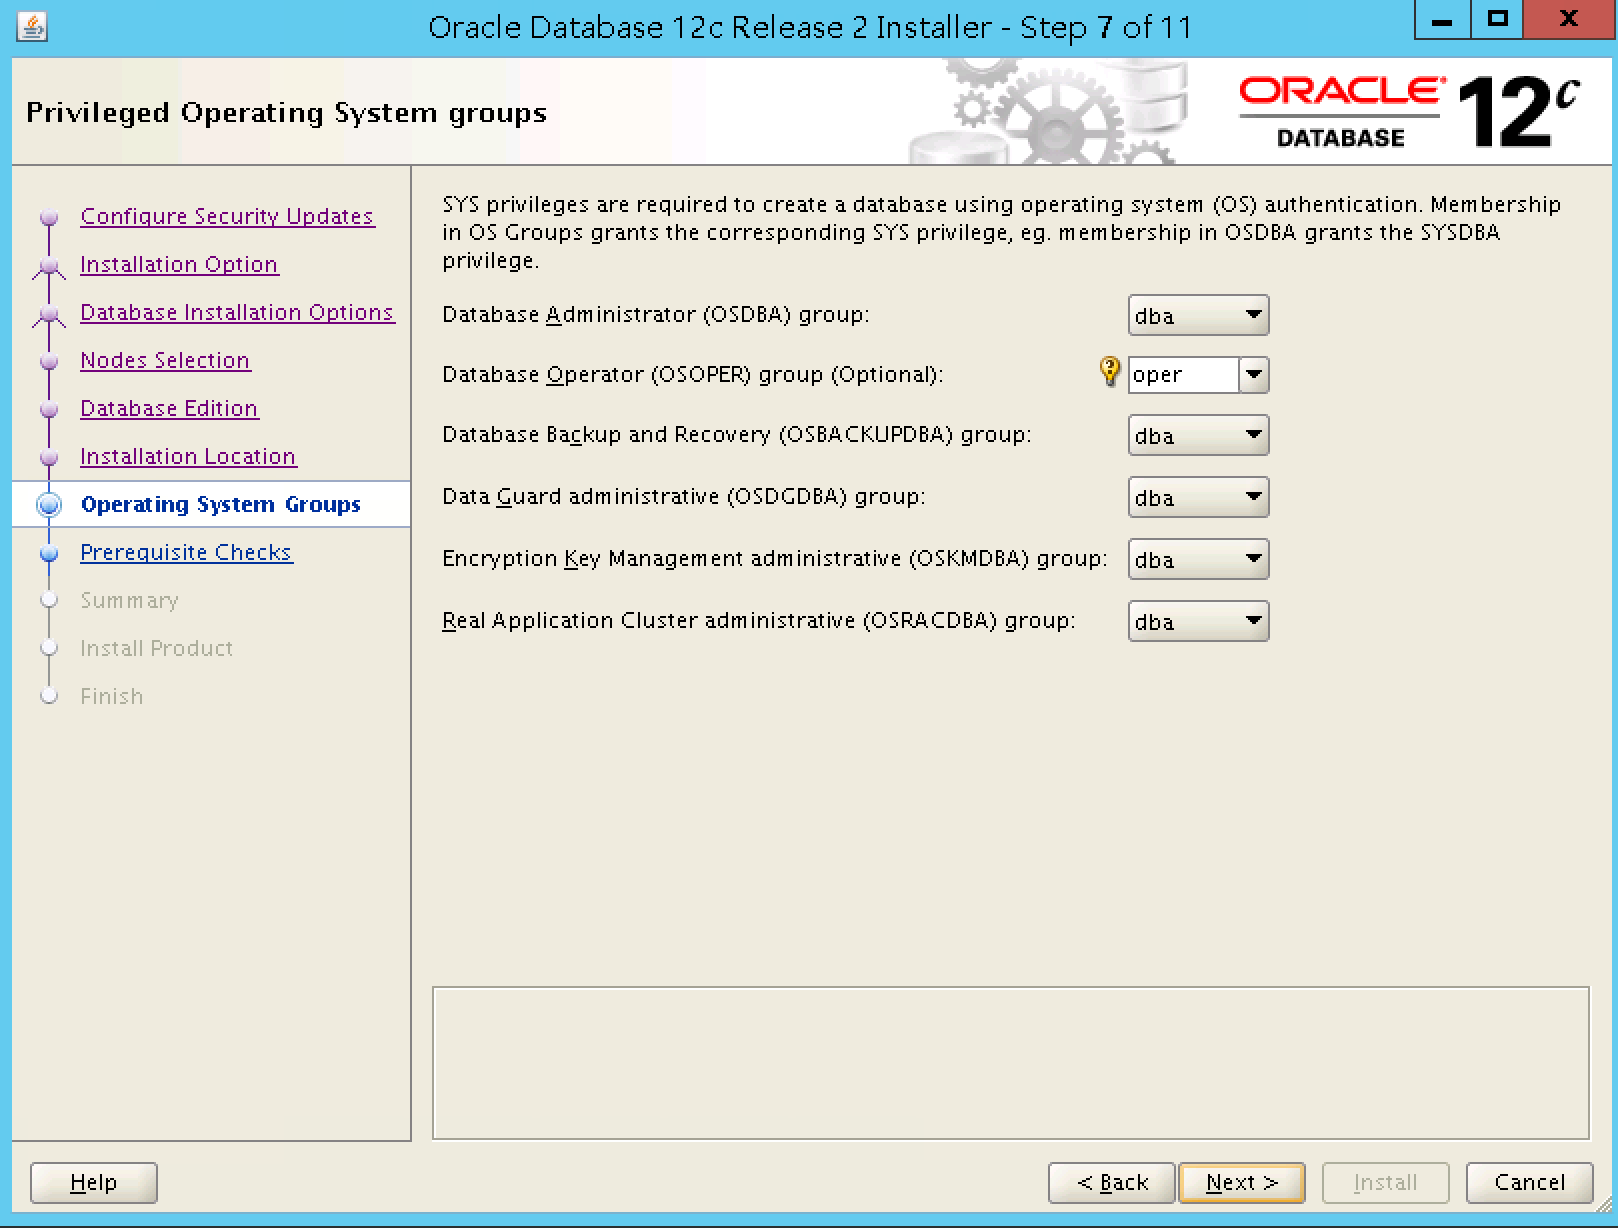 Oracle Database 12c Release 2 Installer - Step 7 of 11
Privileged Operating System groups
ORACLE
DATABASE
12c
Configure Security Updates
Installation Option
Database Installation Options
Nodes Selection
Database Edition
Installation Location
Operating System Groups
Prerequisite Checks
Summary
Install Product
Finish
SYS privileges are required to create a database using operating system (OS) authentication. Membership
in OS Groups grants the corresponding SYS privilege, eg. membership in OSDBA grants the SYSDBA
privilege.
Database Administrator (OSDBA) group: dba
Database Operator (OSOPER) group (Optional): oper
Database Backup and Recovery (OSBACKUPDBA) group: dba
Data Guard administrative (OSDGDBA) group: dba
Encryption Key Management administrative (OSKMDBA) group: dba
Real Application Cluster administrative (OSRACDBA) group: dba
Help
< Back
Next >
Install
Cancel